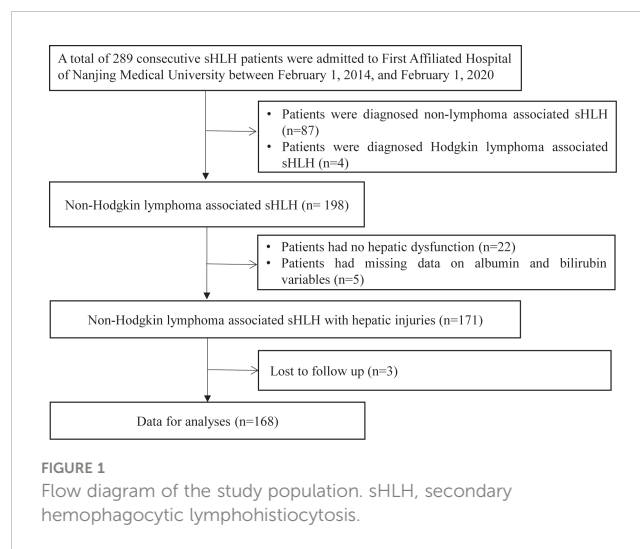 A total of 289 consecutive sHLH patients were admitted to First Affiliated Hospital
of Nanjing Medical University between February 1, 2014, and February 1, 2020
• Patients were diagnosed non-lymphoma associated sHLH
(n=87)
• Patients were diagnosed Hodgkin lymphoma associated
sHLH (n=4)
Non-Hodgkin lymphoma associated sHLH (n= 198)
• Patients had no hepatic dysfunction (n=22)
• Patients had missing data on albumin and bilirubin
variables (n=5)
Non-Hodgkin lymphoma associated sHLH with hepatic injuries (n=171)
Lost to follow up (n=3)
Data for analyses (n=168)
FIGURE 1
Flow diagram of the study population. sHLH, secondary
hemophagocytic lymphohistiocytosis.